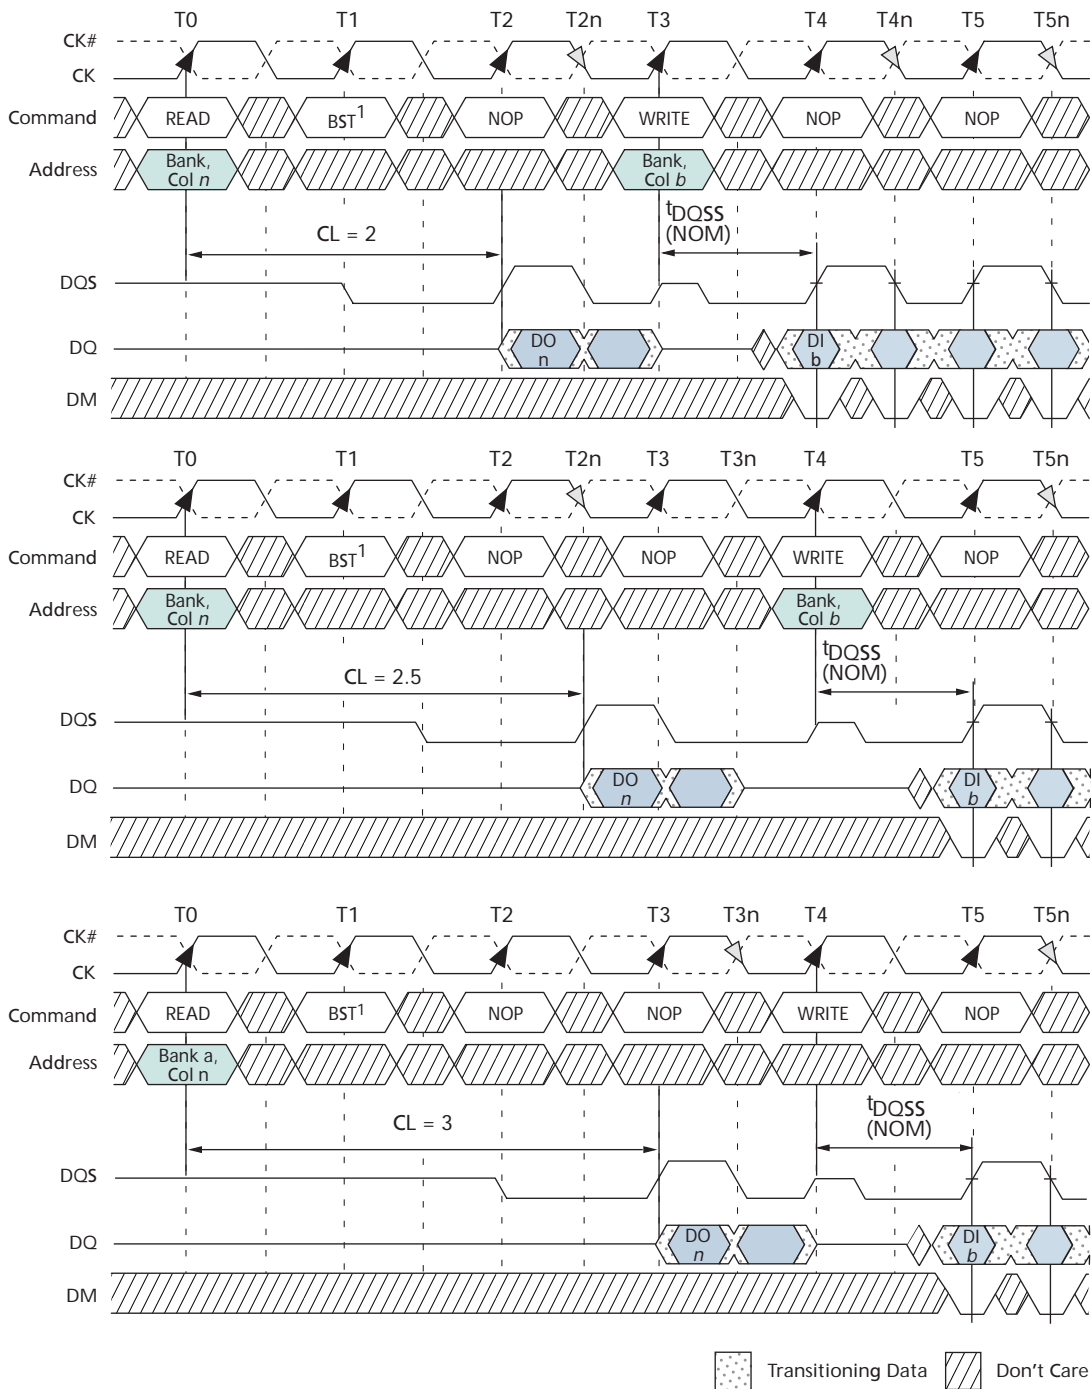 T0 T1 T2 T2n T3 T4 T4n T5 T5n
CK#
CK
Command READ BST1 NOP WRITE NOP NOP
Address Bank, Col n Bank, Col b
CL = 2 tDQSS (NOM)
DQS
DQ DO n DI b
DM
T0 T1 T2 T2n T3 T3n T4 T5 T5n
CK#
CK
Command READ BST1 NOP NOP WRITE NOP
Address Bank, Col n Bank, Col b
CL = 2.5 tDQSS (NOM)
DQS
DQ DO n DI b
DM
T0 T1 T2 T3 T3n T4 T5 T5n
CK#
CK
Command READ BST1 NOP NOP WRITE NOP
Address Bank a, Col n
CL = 3 tDQSS (NOM)
DQS
DQ DO n DI b
DM
Transitioning Data Don't Care